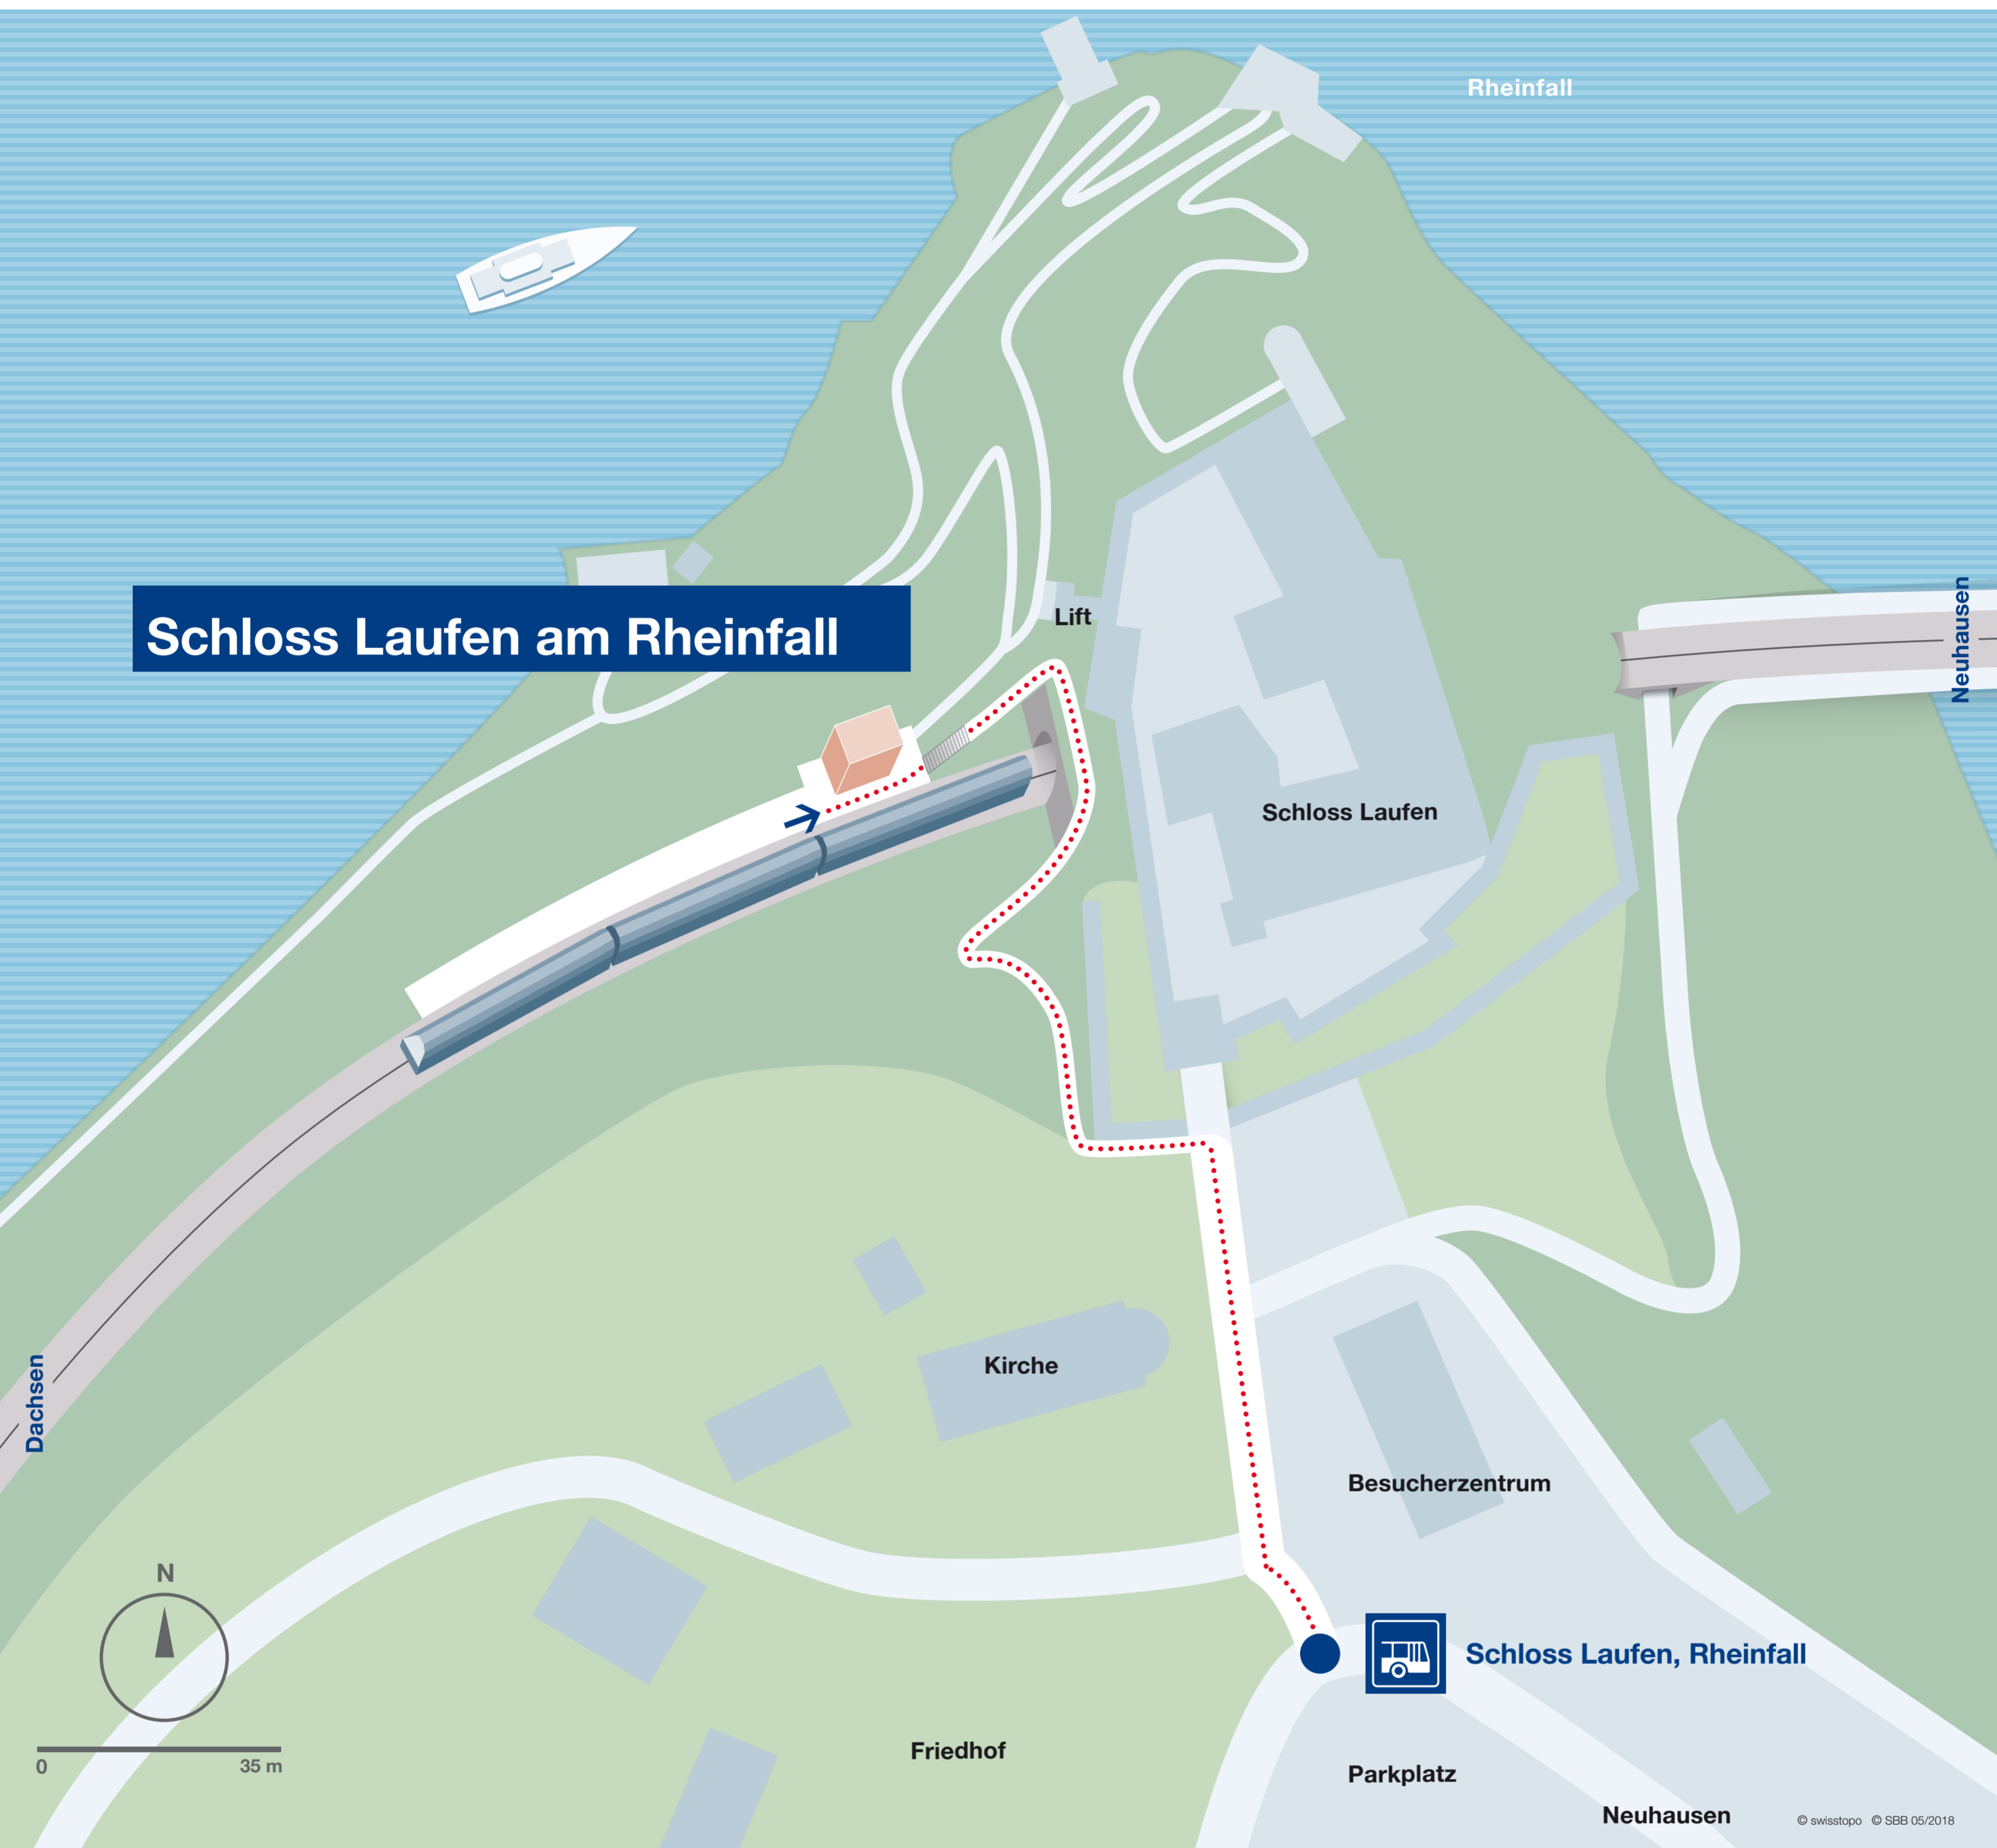 Rheinfall
Schloss Laufen am Rheinfall
Lift
Neuhausen
Schloss Laufen
Kirche
Dachsen
Besucherzentrum
N
Schloss Laufen, Rheinfall
Friedhof
0 35 m
Parkplatz
Neuhausen
© swisstopo © SBB 05/2018